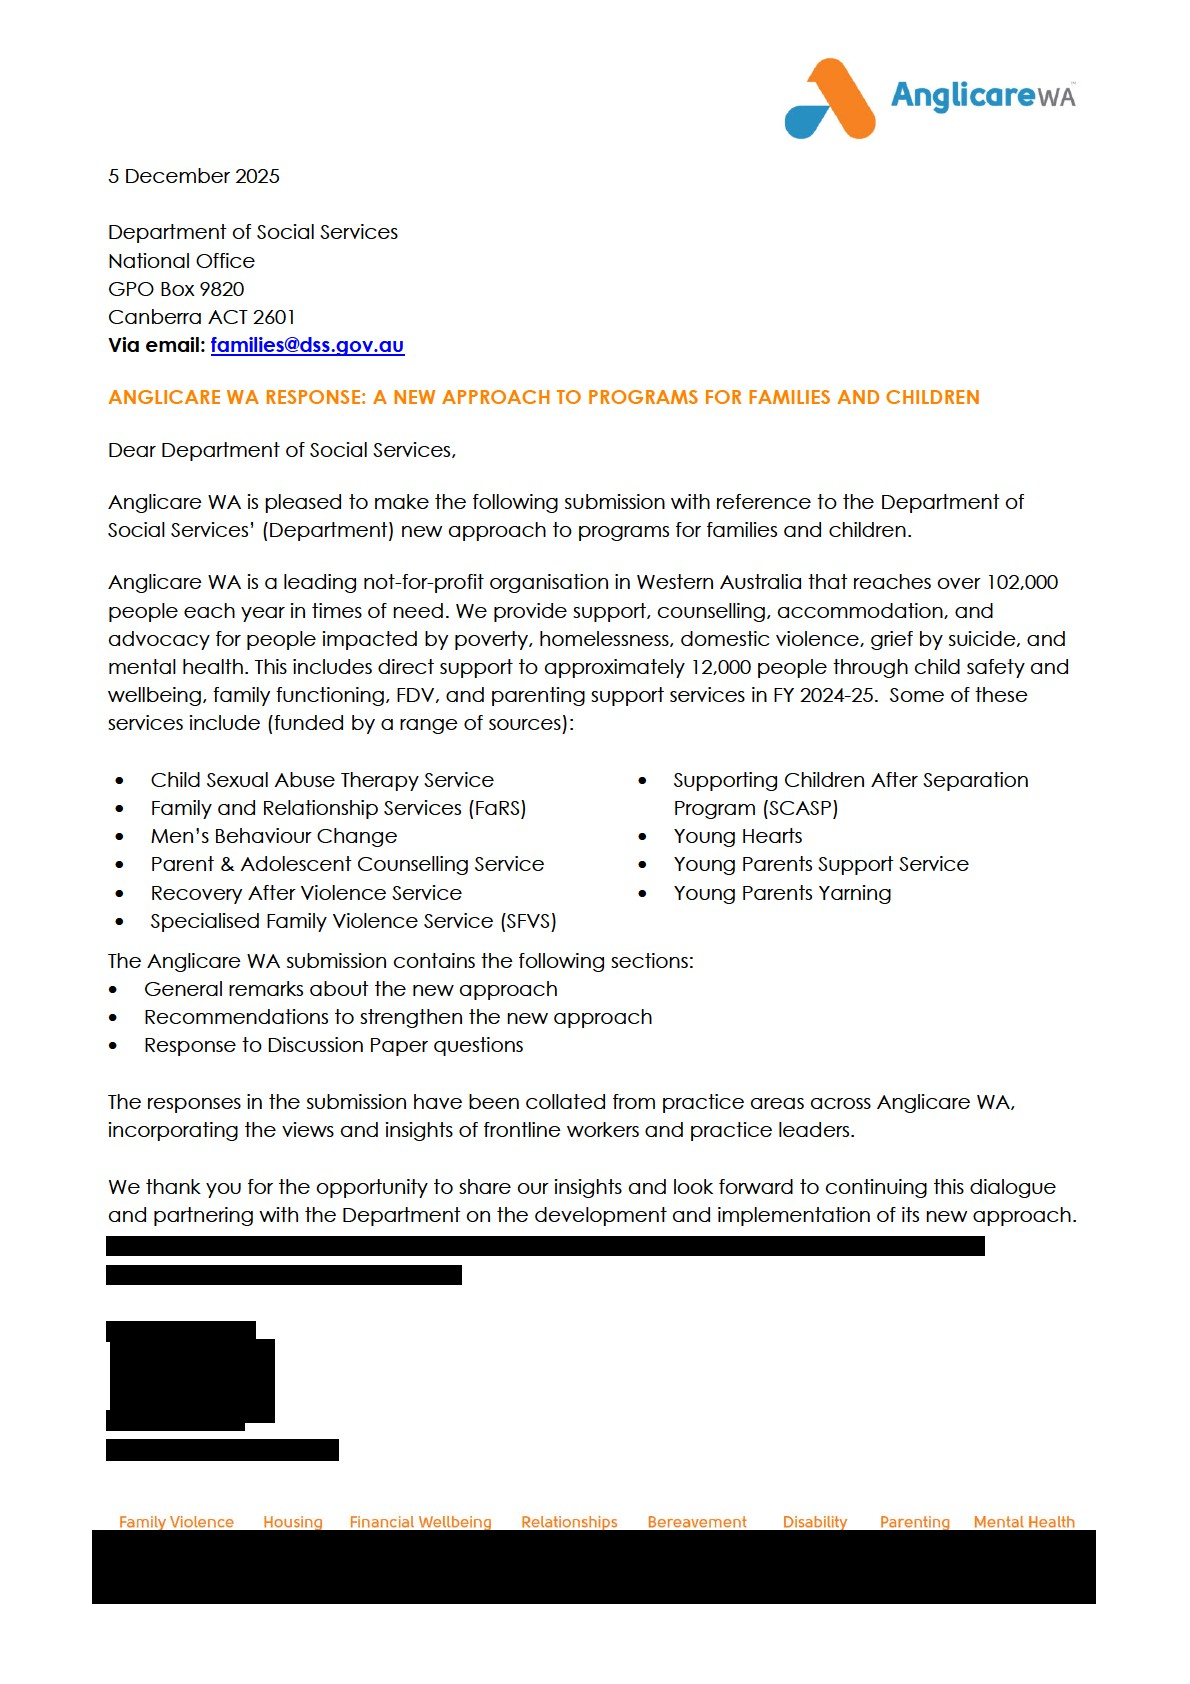 AnglicareWA
5 December 2025
Department of Social Services
National Office
GPO Box 9820
Canberra ACT 2601
Via email: families@dss.gov.au
ANGLICARE WA RESPONSE: A NEW APPROACH TO PROGRAMS FOR FAMILIES AND CHILDREN
Dear Department of Social Services,
Anglicare WA is pleased to make the following submission with reference to the Department of
Social Services’ (Department) new approach to programs for families and children.
Anglicare WA is a leading not-for-profit organisation in Western Australia that reaches over 102,000
people each year in times of need. We provide support, counselling, accommodation, and
advocacy for people impacted by poverty, homelessness, domestic violence, grief by suicide, and
mental health. This includes direct support to approximately 12,000 people through child safety and
wellbeing, family functioning, FDV, and parenting support services in FY 2024-25.  Some of these
services include (funded by a range of sources):
• Child Sexual Abuse Therapy Service
• Family and Relationship Services (FaRS)
• Men’s Behaviour Change
• Parent & Adolescent Counselling Service
• Recovery After Violence Service
• Specialised Family Violence Service (SFVS)
• Supporting Children After Separation
Program (SCASP)
• Young Hearts
• Young Parents Support Service
• Young Parents Yarning
The Anglicare WA submission contains the following sections:
• General remarks about the new approach
• Recommendations to strengthen the new approach
• Response to Discussion Paper questions
The responses in the submission have been collated from practice areas across Anglicare WA,
incorporating the views and insights of frontline workers and practice leaders.
We thank you for the opportunity to share our insights and look forward to continuing this dialogue
and partnering with the Department on the development and implementation of its new approach.
Family Violence Housing Financial Wellbeing Relationships Bereavement Disability Parenting Mental Health